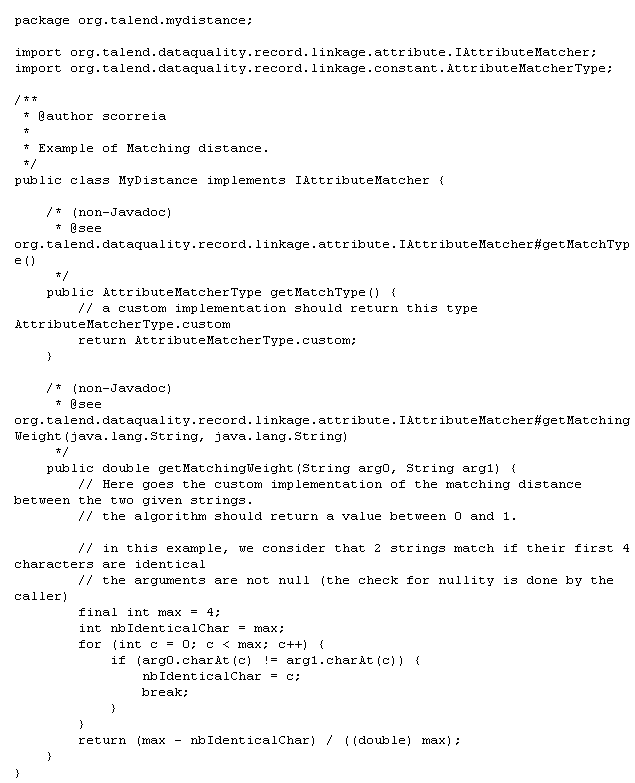 package org.talend.mydistance;

import org.talend.dataquality.record.linkage.attribute.IAttributeMatcher;
import org.talend.dataquality.record.linkage.constant.AttributeMatcherType;

/**
 * @author scorreia
 *
 * Example of Matching distance.
 */
public class MyDistance implements IAttributeMatcher {

    /* (non-Javadoc)
     * @see
org.talend.dataquality.record.linkage.attribute.IAttributeMatcher#getMatchTyp
e()
     */
    public AttributeMatcherType getMatchType() {
        // a custom implementation should return this type
AttributeMatcherType.custom
        return AttributeMatcherType.custom;
    }

    /* (non-Javadoc)
     * @see
org.talend.dataquality.record.linkage.attribute.IAttributeMatcher#getMatching
Weight(java.lang.String, java.lang.String)
     */
    public double getMatchingWeight(String arg0, String arg1) {
        // Here goes the custom implementation of the matching distance
between the two given strings.
        // the algorithm should return a value between 0 and 1.

        // in this example, we consider that 2 strings match if their first 4
characters are identical
        // the arguments are not null (the check for nullity is done by the
caller)
        final int max = 4;
        int nbIdenticalChar = max;
        for (int c = 0; c < max; c++) {
            if (arg0.charAt(c) != arg1.charAt(c)) {
                nbIdenticalChar = c;
                break;
            }
        }
        return (max - nbIdenticalChar) / ((double) max);
    }
}